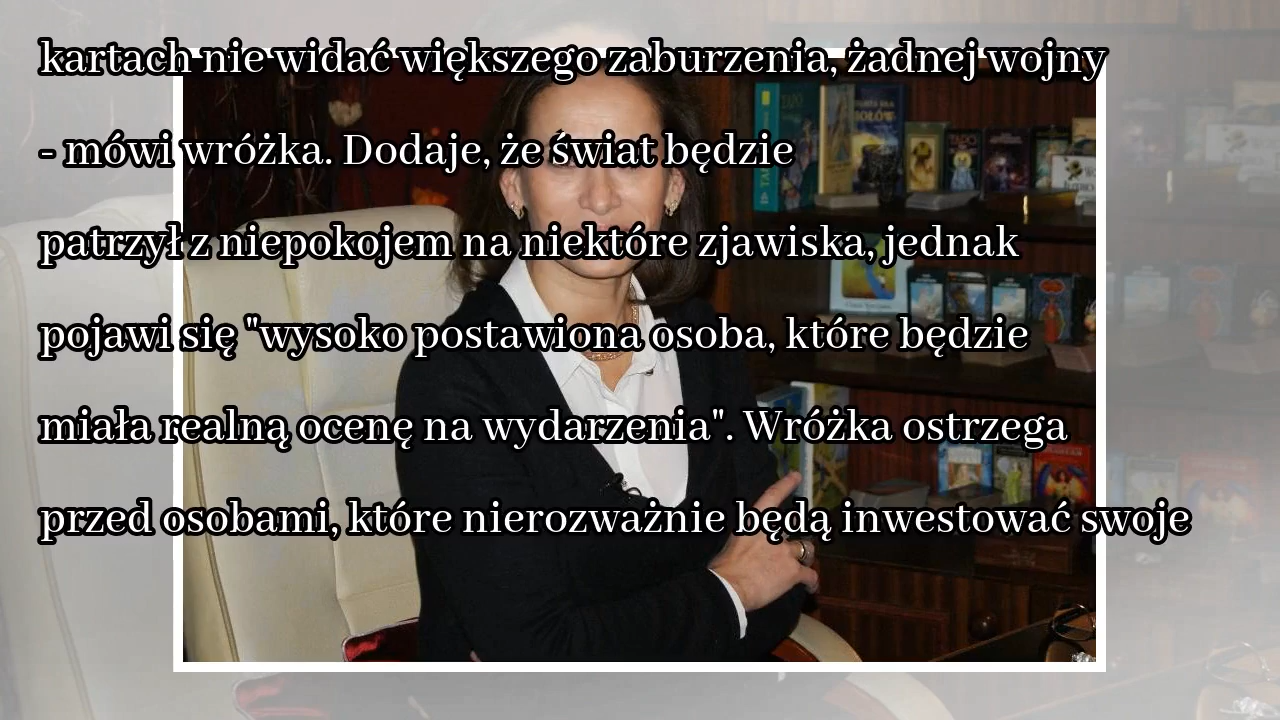 kartach nie widać większego zaburzenia, żadnej wojny
- mówi wróżka. Dodaje, że świat będzie
patrzył z niepokojem na niektóre zjawiska, jednak
pojawi się "wysoko postawiona osoba, które będzie
miała realną ocenę na wydarzenia". Wróżka ostrzega
przed osobami, które nierozważnie będą inwestować swoje